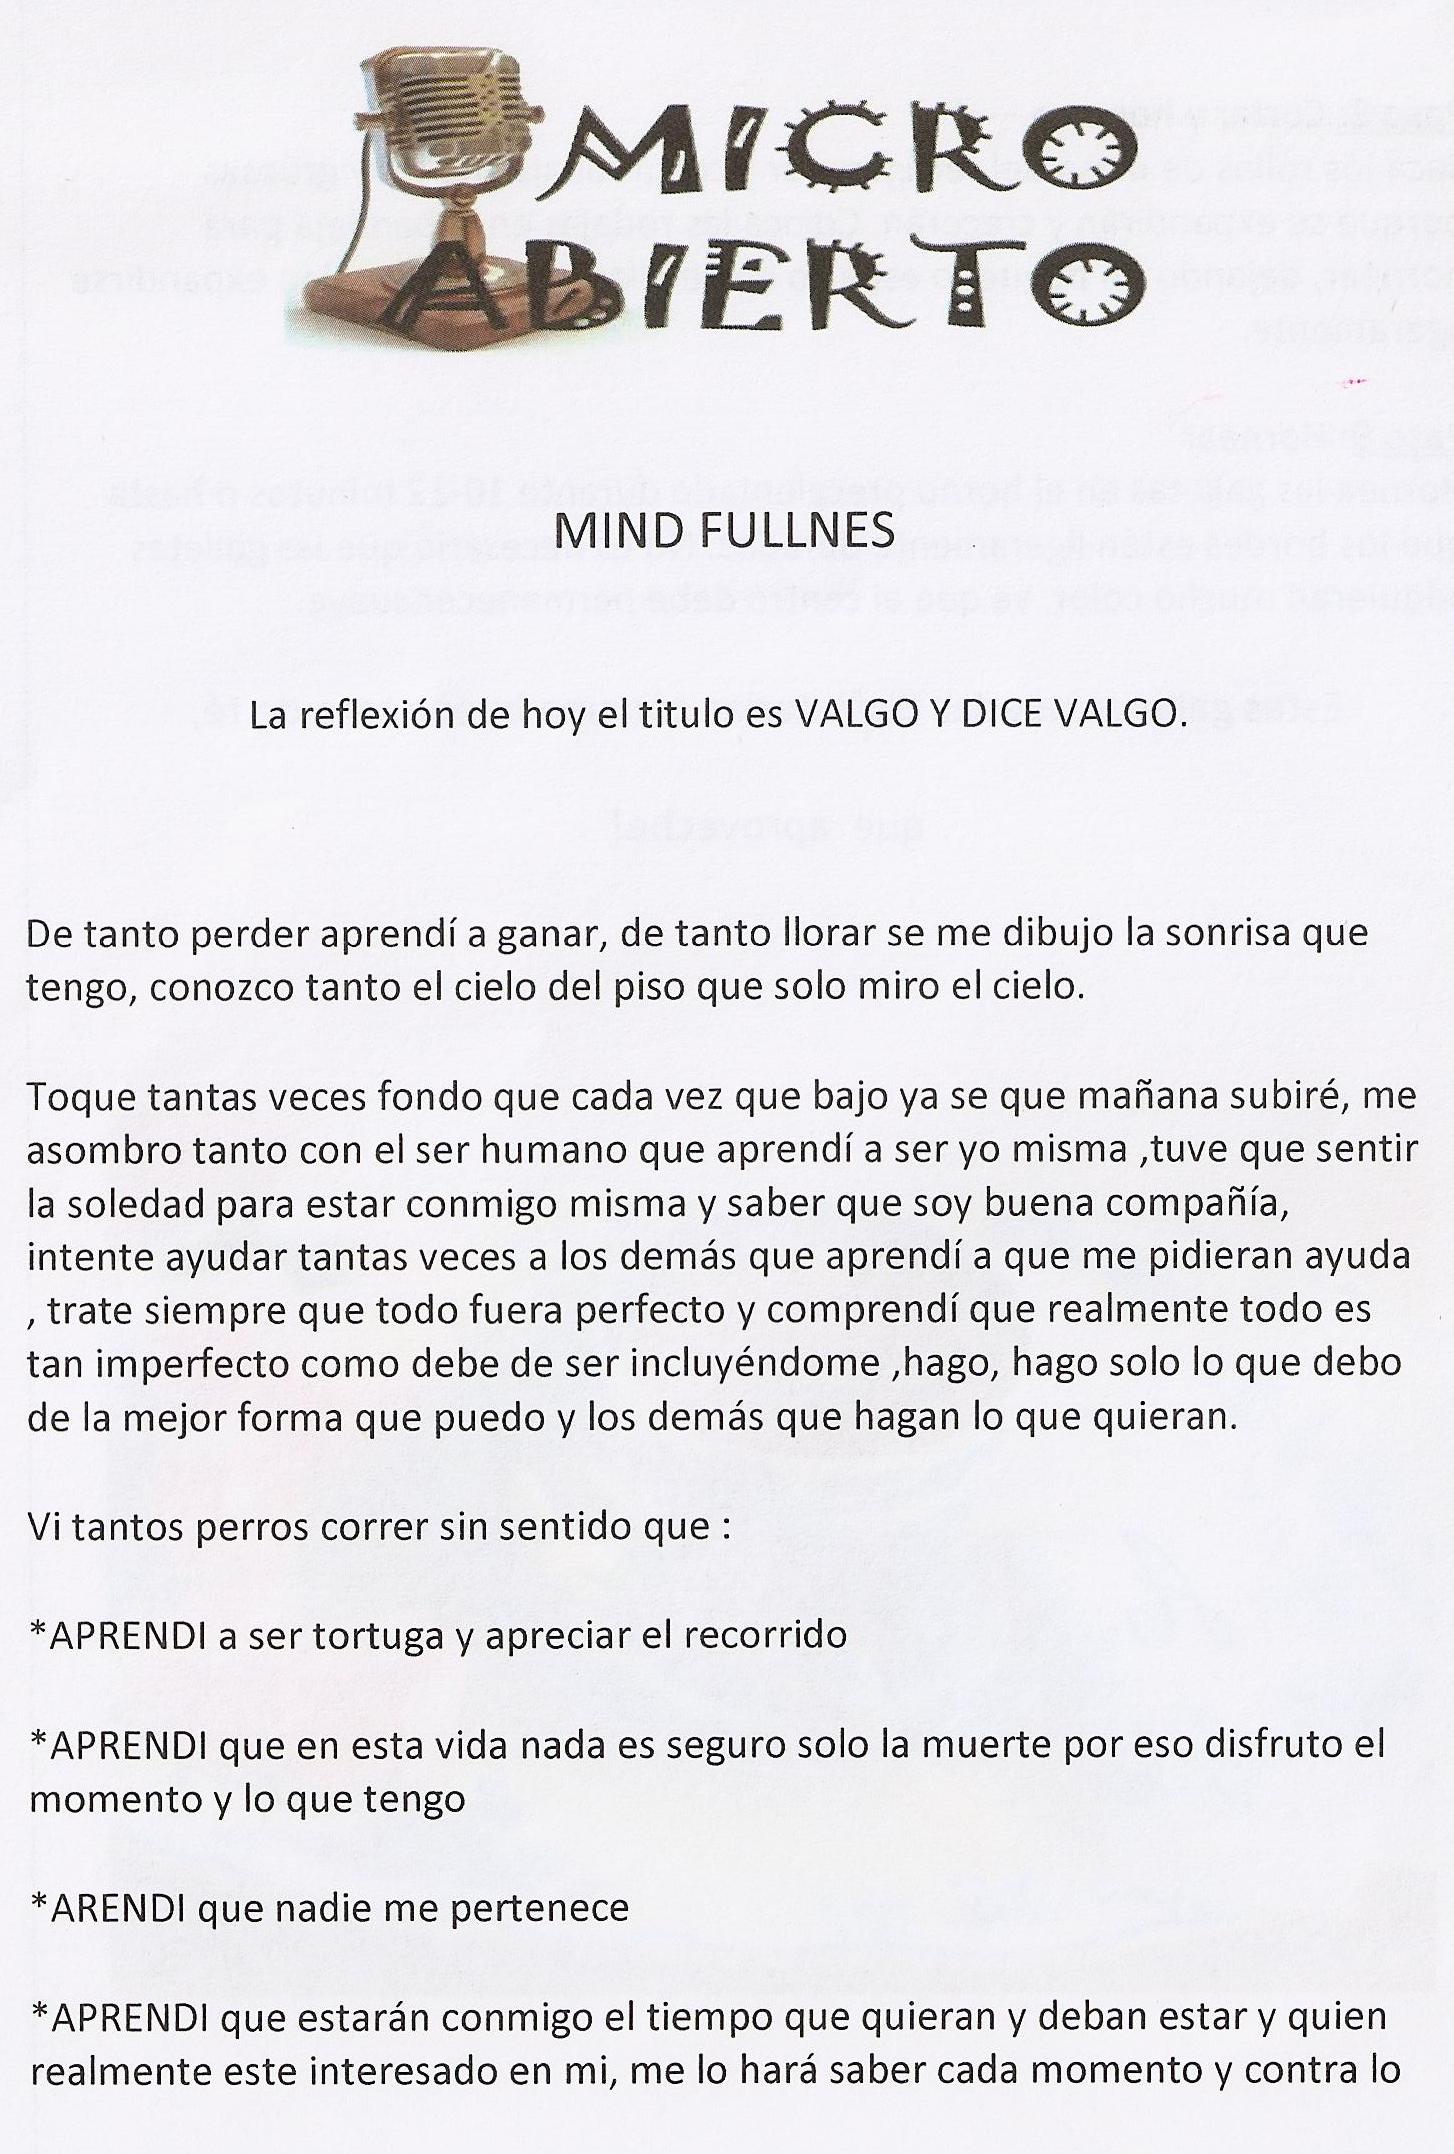 MICRO
ABIERTO
MIND FULLNES
La reflexión de hoy el titulo es VALGO Y DICE VALGO.
De tanto perder aprendí a ganar, de tanto llorar se me dibujo la sonrisa que
tengo, conozco tanto el cielo del piso que solo miro el cielo.
Toque tantas veces fondo que cada vez que bajo ya se que mañana subiré, me
asombro tanto con el ser humano que aprendí a ser yo misma ,tuve que sentir
la soledad para estar conmigo misma y saber que soy buena compañía,
intente ayudar tantas veces a los demás que aprendí a que me pidieran ayuda
, trate siempre que todo fuera perfecto y comprendí que realmente todo es
tan imperfecto como debe de ser incluyéndome ,hago, hago solo lo que debo
de la mejor forma que puedo y los demás que hagan lo que quieran.
Vi tantos perros correr sin sentido que :
*APRENDI a ser tortuga y apreciar el recorrido
*APRENDI que en esta vida nada es seguro solo la muerte por eso disfruto el
momento y lo que tengo
*ARENDI que nadie me pertenece
*APRENDI que estarán conmigo el tiempo que quieran y deban estar y quien
realmente este interesado en mi, me lo hará saber cada momento y contra lo